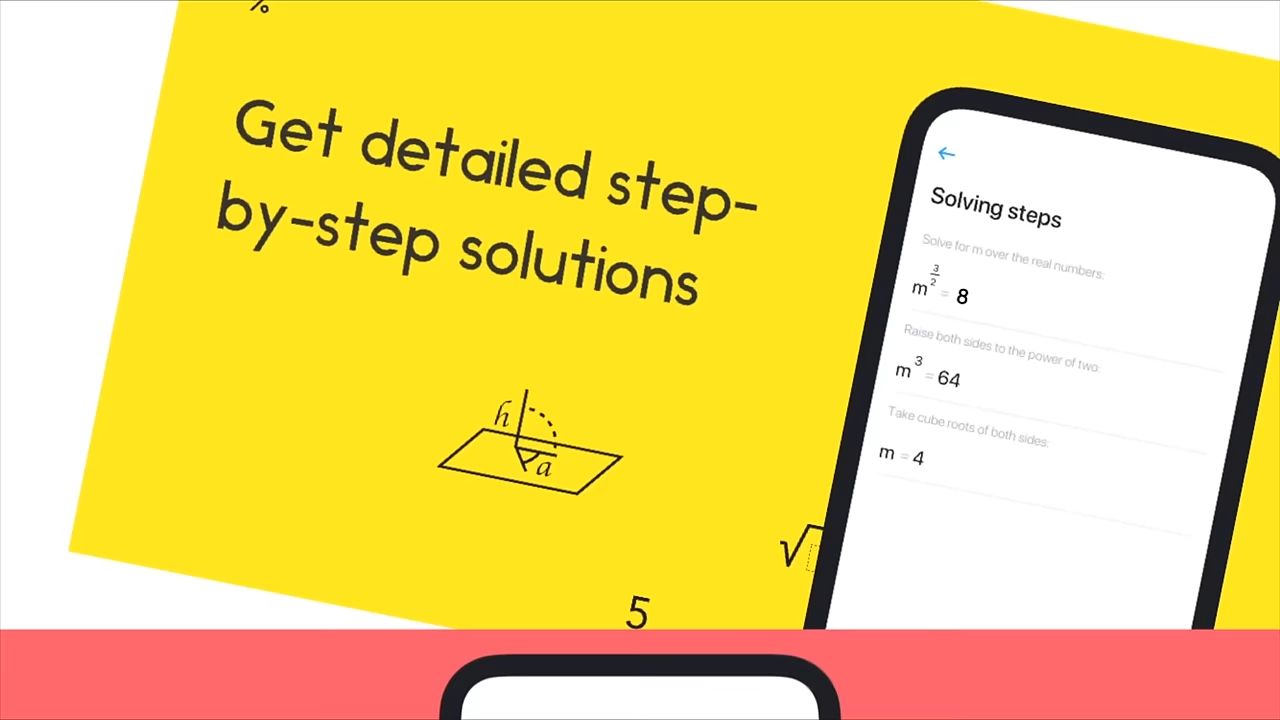 %
Get detailed step-
by-step solutions
h
a
√
5
←
Solving steps
Solve for m over the real numbers:
m^(3/2) = 8
Raise both sides to the power of two:
m³ = 64
Take cube roots of both sides:
m = 4